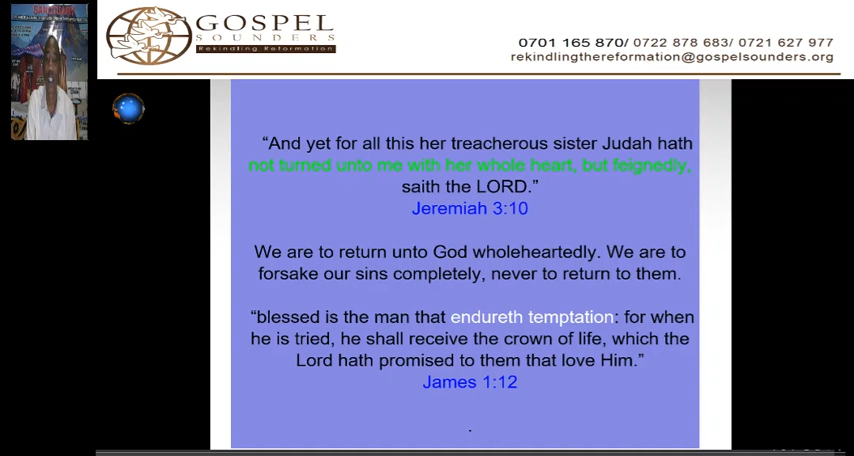 GOSPEL
SOUNDERS
Rekindling Reformation
0701 165 870/ 0722 878 683/ 0721 627 977
rekindlingthereformation@gospelsounders.org
“And yet for all this her treacherous sister Judah hath
not turned unto me with her whole heart, but feignedly,
saith the LORD.”
Jeremiah 3:10
We are to return unto God wholeheartedly. We are to
forsake our sins completely, never to return to them.
“blessed is the man that endureth temptation: for when
he is tried, he shall receive the crown of life, which the
Lord hath promised to them that love Him.”
James 1:12
.